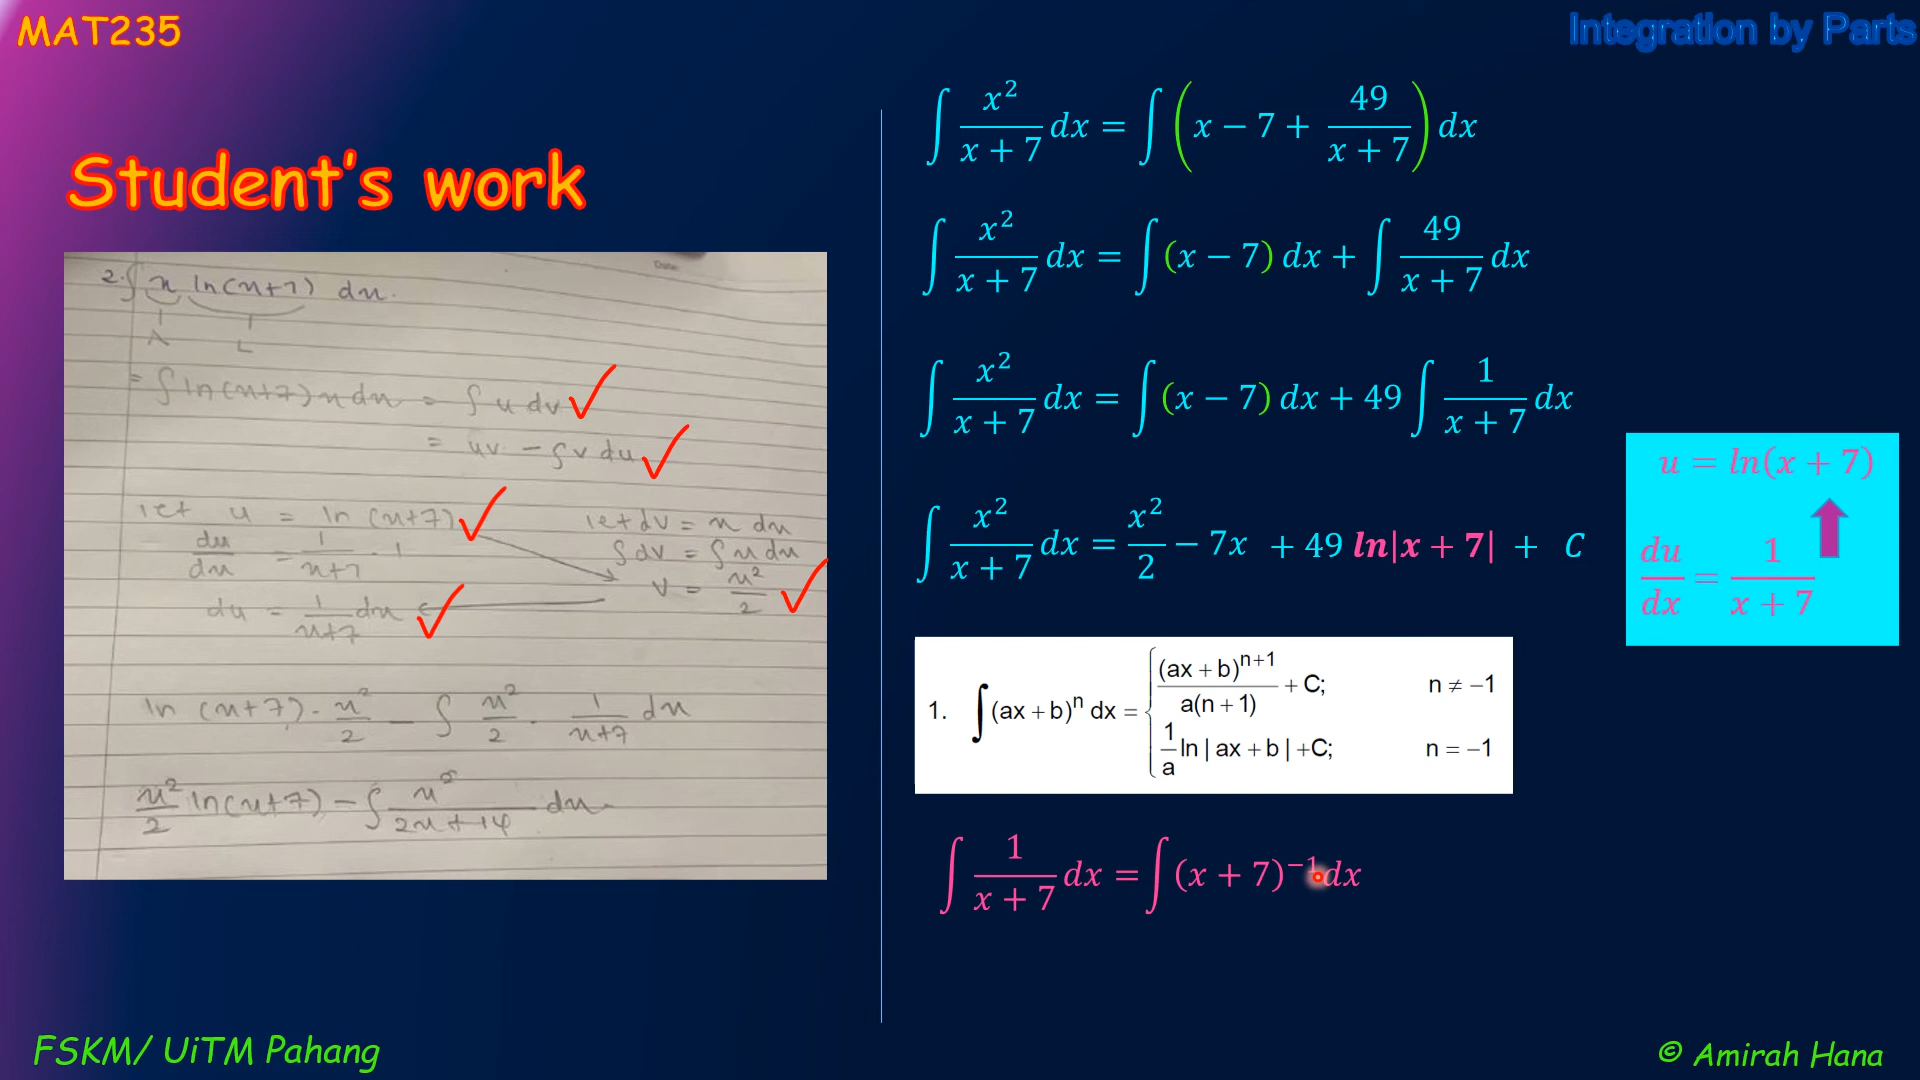 MAT235
Integration by Parts
Student's work
2. ∫ x ln(x+7) dx.
A L
= ∫ ln(x+7) x dx = ∫ u dv
= uv - ∫ v du
let u = ln (x+7)
du/dx = 1/(x+7) · 1
du = 1/(x+7) dx
let dv = x dx
∫ dv = ∫ x dx
v = x²/2
ln (x+7) · x²/2 - ∫ x²/2 · 1/(x+7) dx
x²/2 ln(x+7) - ∫ x²/(2x+14) dx
∫ x²/(x + 7) dx = ∫ (x − 7 + 49/(x + 7)) dx
∫ x²/(x + 7) dx = ∫ (x − 7) dx + ∫ 49/(x + 7) dx
∫ x²/(x + 7) dx = ∫ (x − 7) dx + 49 ∫ 1/(x + 7) dx
∫ x²/(x + 7) dx = x²/2 − 7x + 49 ln|x + 7| + C
u = ln(x + 7)
du/dx = 1/(x + 7)
1. ∫ (ax + b)ⁿ dx = { (ax + b)ⁿ⁺¹/(a(n + 1)) + C; n ≠ −1
1/a ln | ax + b | +C; n = −1
∫ 1/(x + 7) dx = ∫ (x + 7)⁻¹ dx
FSKM/ UiTM Pahang
© Amirah Hana